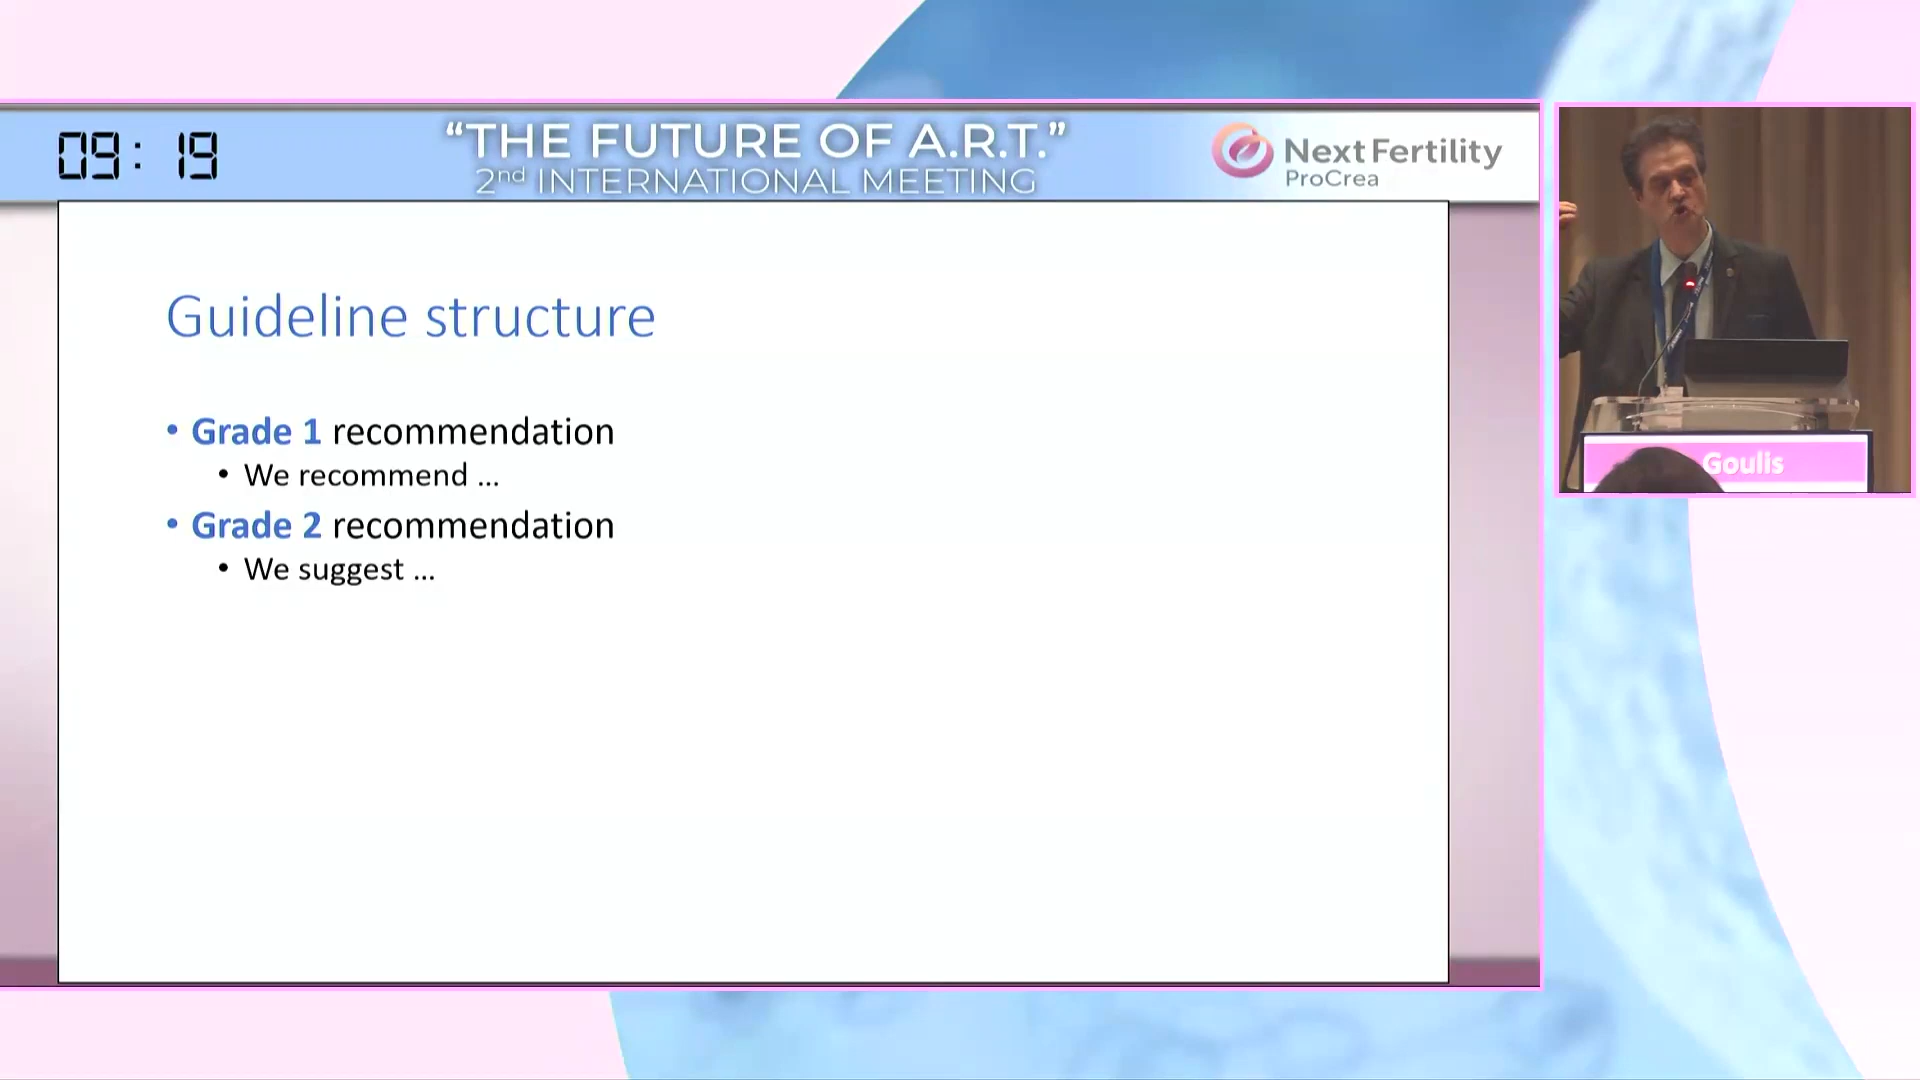 09: 19
“THE FUTURE OF A.R.T.”
2nd INTERNATIONAL MEETING
Next Fertility
ProCrea
Guideline structure
• Grade 1 recommendation
• We recommend ...
• Grade 2 recommendation
• We suggest ...
Goulis